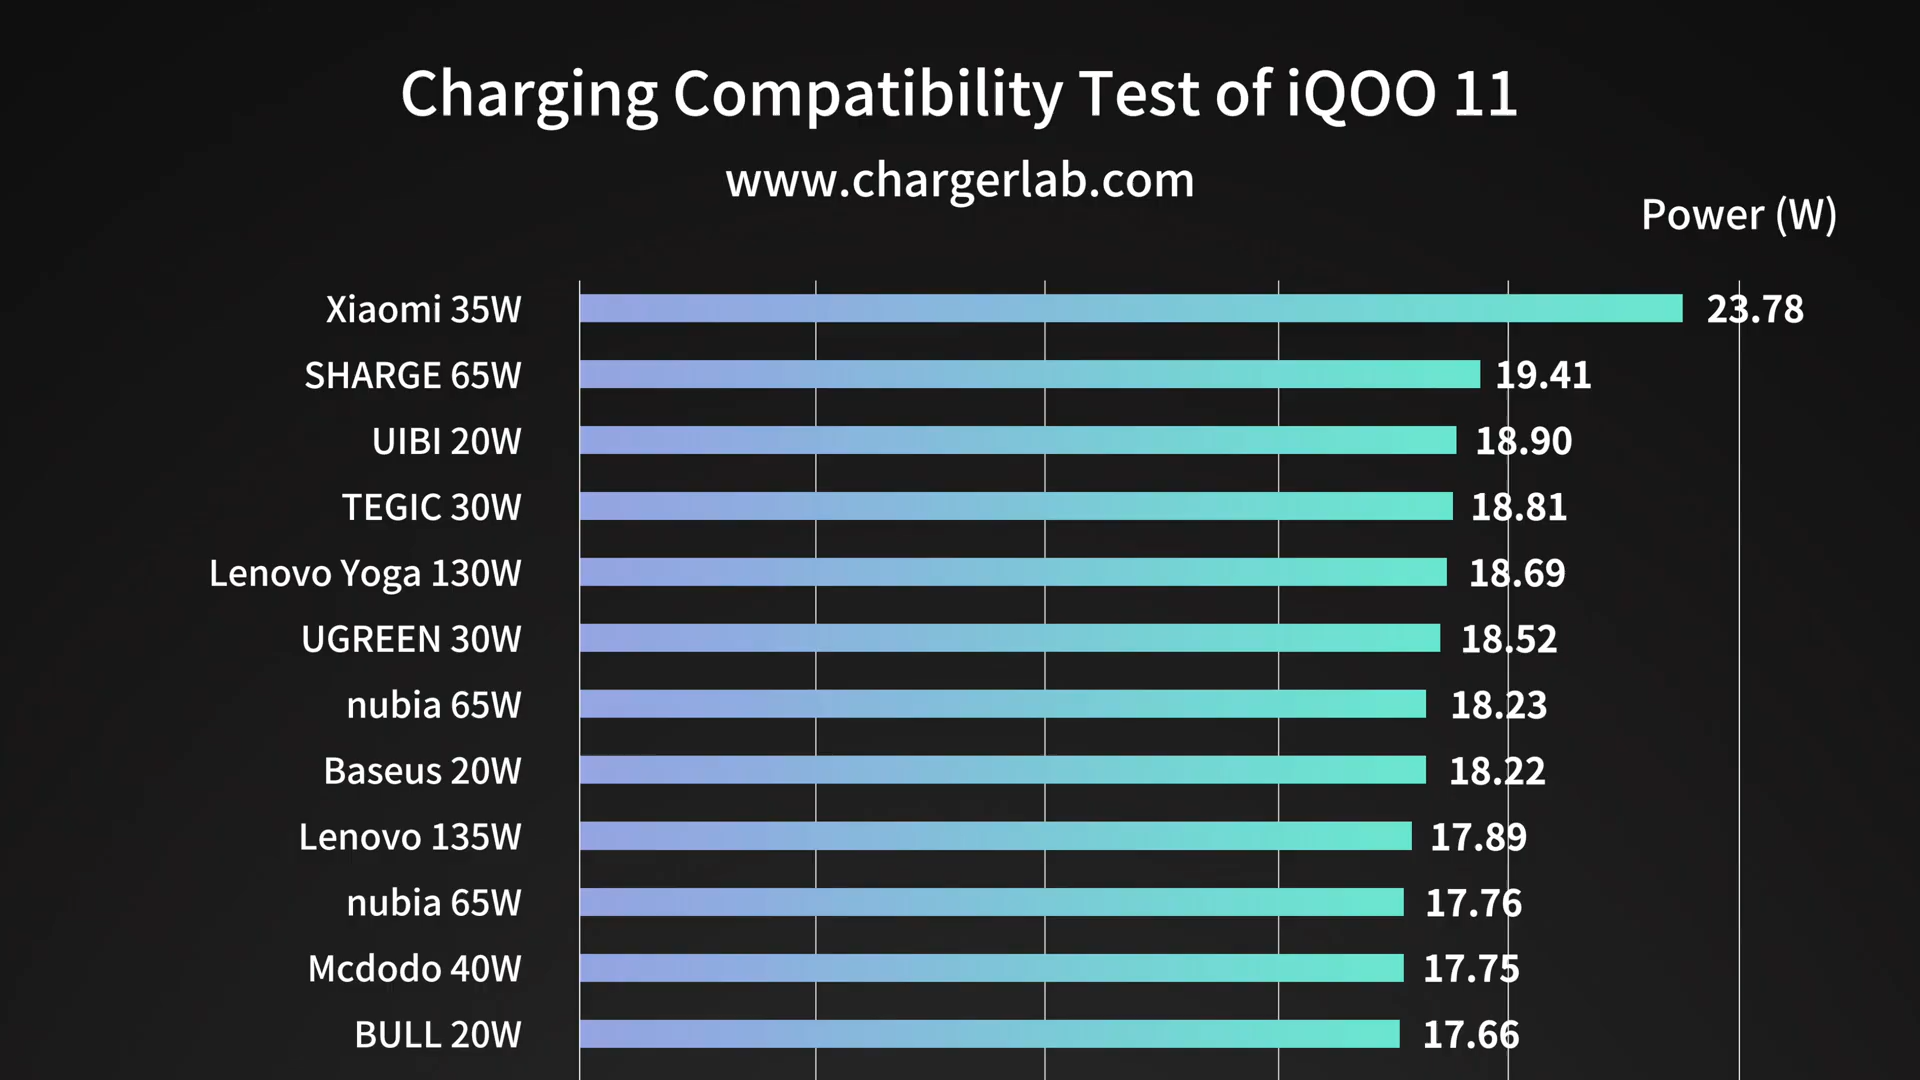 Charging Compatibility Test of iQOO 11
www.chargerlab.com
Power (W)
Xiaomi 35W 23.78
SHARGE 65W 19.41
UIBI 20W 18.90
TEGIC 30W 18.81
Lenovo Yoga 130W 18.69
UGREEN 30W 18.52
nubia 65W 18.23
Baseus 20W 18.22
Lenovo 135W 17.89
nubia 65W 17.76
Mcdodo 40W 17.75
BULL 20W 17.66